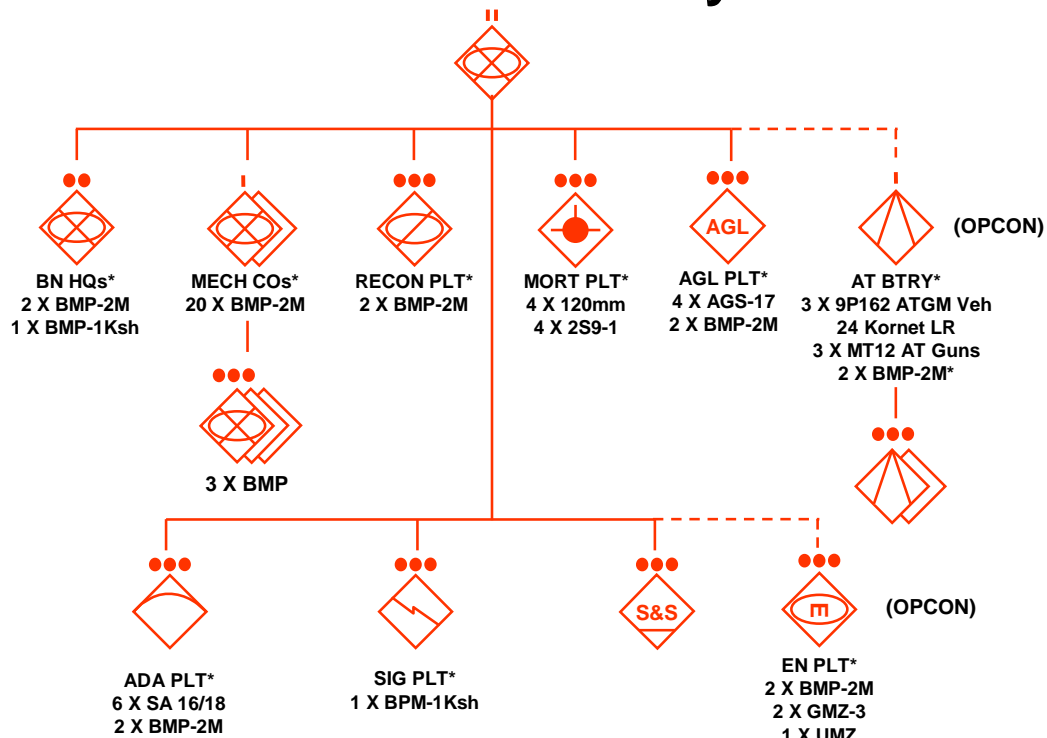 AGL
(OPCON)
BN HQs*
2 X BMP-2M
1 X BMP-1Ksh
MECH COs*
20 X BMP-2M
RECON PLT*
2 X BMP-2M
MORT PLT*
4 X 120mm
4 X 2S9-1
AGL PLT*
4 X AGS-17
2 X BMP-2M
AT BTRY*
3 X 9P162 ATGM Veh
24 Kornet LR
3 X MT12 AT Guns
2 X BMP-2M*
3 X BMP
S&S
E
(OPCON)
ADA PLT*
6 X SA 16/18
2 X BMP-2M
SIG PLT*
1 X BPM-1Ksh
EN PLT*
2 X BMP-2M
2 X GMZ-3
1 X UMZ